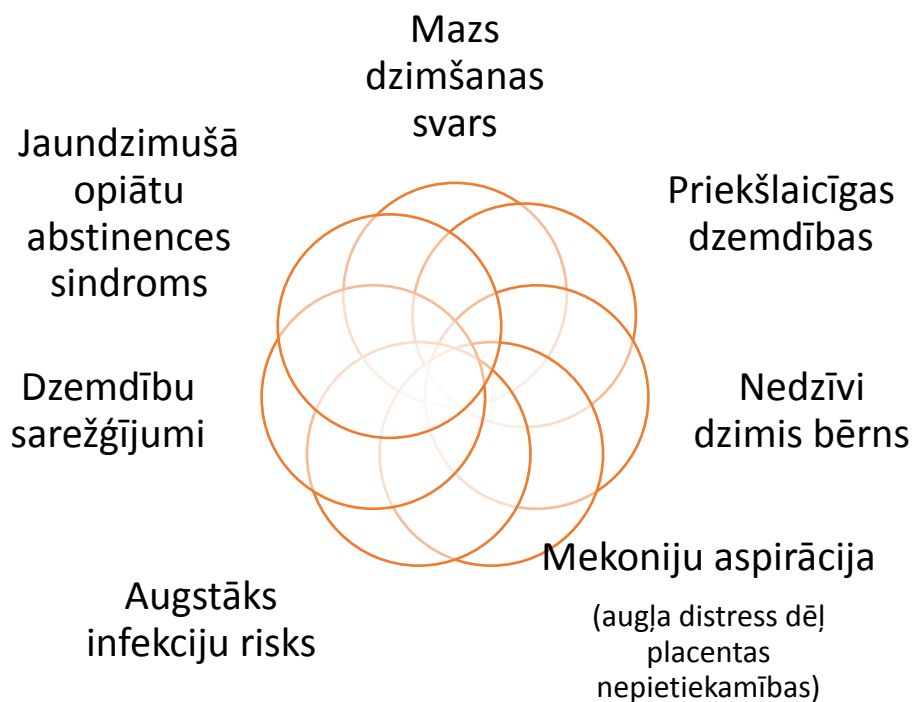 Mazs
dzimšanas
svars
Priekšlaicīgas
dzemdības
Nedzīvi
dzimis bērns
Mekoniju aspirācija
(augļa distress dēļ
placentas
nepietiekamības)
Augstāks
infekciju risks
Dzemdību
sarežģījumi
Jaundzimušā
opiātu
abstinences
sindroms